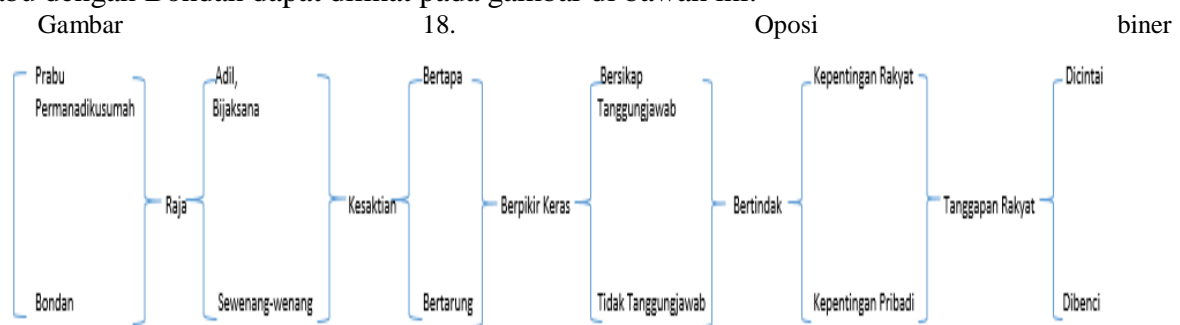 Gambar 18. Oposi biner
Prabu Permanadikusumah
Raja
Bondan
Adil, Bijaksana
Kesaktian
Sewenang-wenang
Bertapa
Berpikir Keras
Bertarung
Bersikap Tanggungjawab
Bertindak
Tidak Tanggungjawab
Kepentingan Rakyat
Tanggapan Rakyat
Kepentingan Pribadi
Dicintai
Dibenci